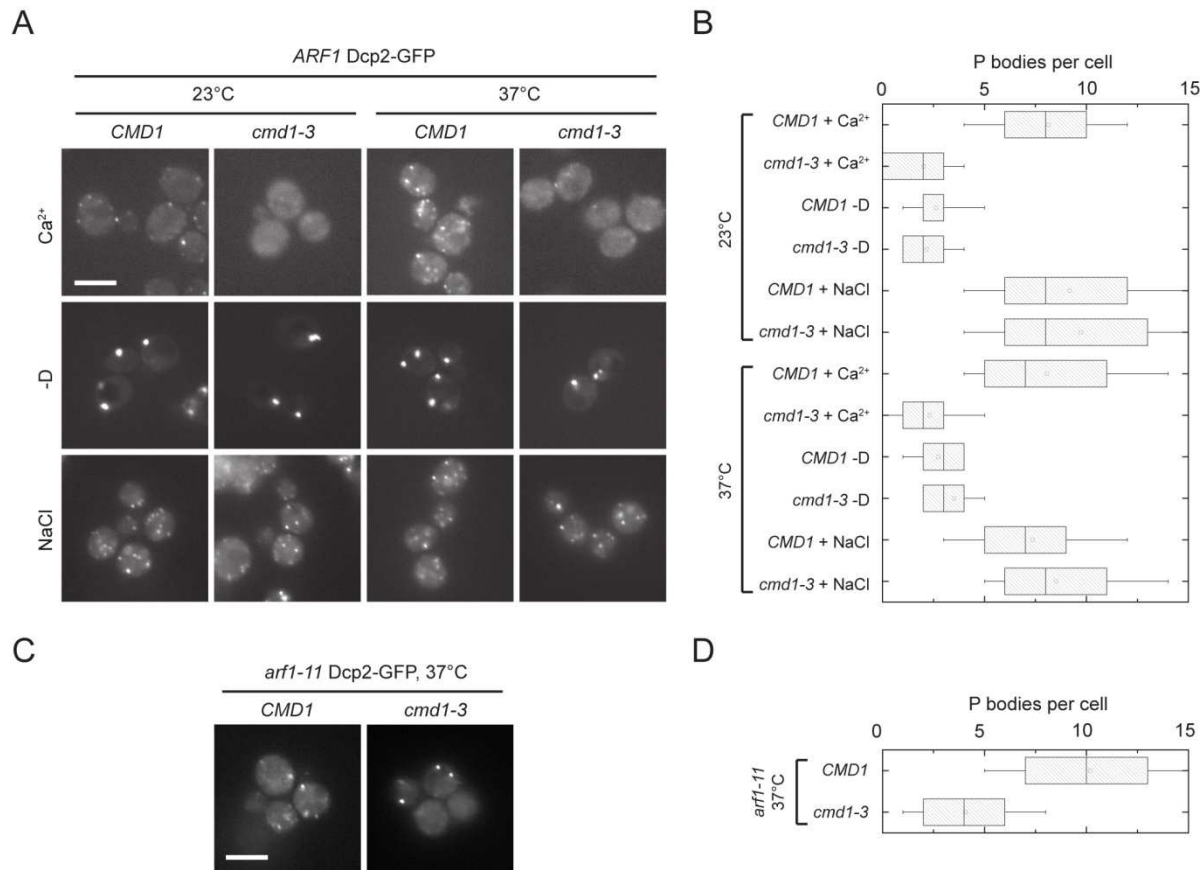 A
ARF1 Dcp2-GFP
23°C 37°C
CMD1 cmd1-3 CMD1 cmd1-3
Ca²⁺
-D
NaCl
B
P bodies per cell
0 5 10 15
23°C
CMD1 + Ca²⁺
cmd1-3 + Ca²⁺
CMD1 -D
cmd1-3 -D
CMD1 + NaCl
cmd1-3 + NaCl
37°C
CMD1 + Ca²⁺
cmd1-3 + Ca²⁺
CMD1 -D
cmd1-3 -D
CMD1 + NaCl
cmd1-3 + NaCl
C
arf1-11 Dcp2-GFP, 37°C
CMD1 cmd1-3
D
P bodies per cell
0 5 10 15
arf1-11
37°C
CMD1
cmd1-3